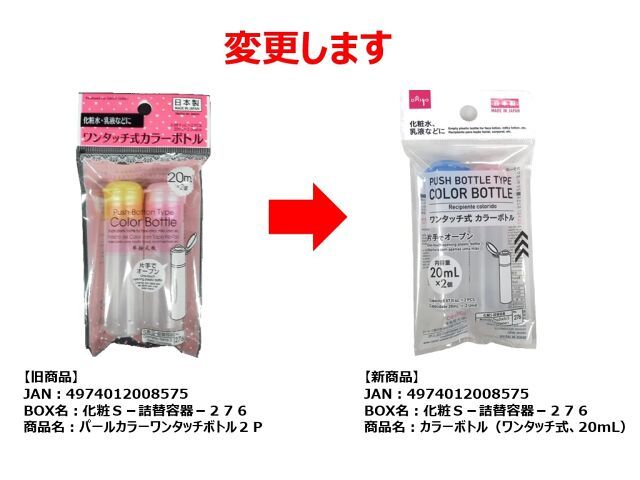 変更します
日本製
MADE IN JAPAN
化粧水・乳液などに
ワンタッチ式カラーボトル
20mL
×2個
Push Button Type
Color Bottle
片手で
オープン
【旧商品】
JAN：4974012008575
BOX名：化粧Ｓ－詰替容器－２７６
商品名：パールカラーワンタッチボトル２Ｐ
日本製
MADE IN JAPAN
化粧水、
乳液などに
PUSH BOTTLE TYPE
COLOR BOTTLE
Recipiente colorido
ワンタッチ式 カラーボトル
片手でオープン
内容量
20mL
×2個
【新商品】
JAN：4974012008575
BOX名：化粧Ｓ－詰替容器－２７６
商品名：カラーボトル（ワンタッチ式、20mL）